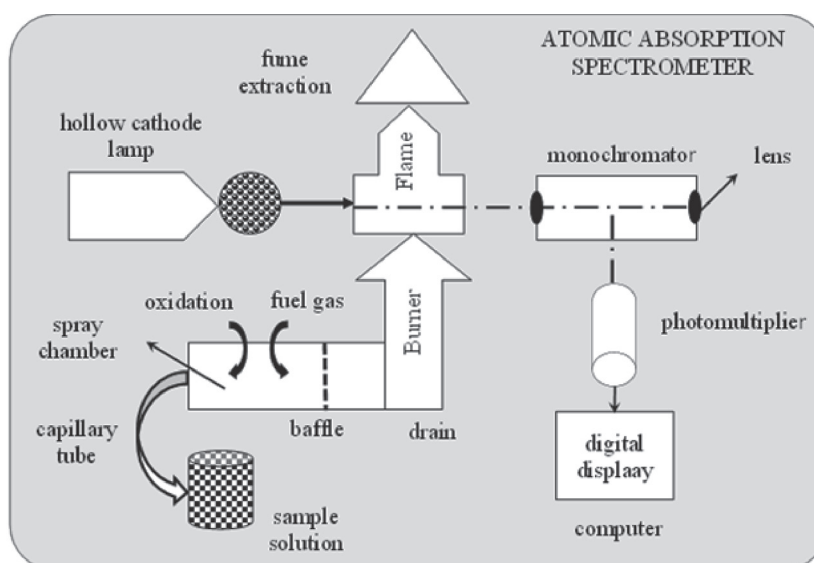 ATOMIC ABSORPTION
SPECTROMETER
fume
extraction
hollow cathode
lamp
Flame
monochromator
lens
oxidation
fuel gas
spray
chamber
Burner
photomultiplier
capillary
tube
baffle
drain
digital
displaay
sample
solution
computer